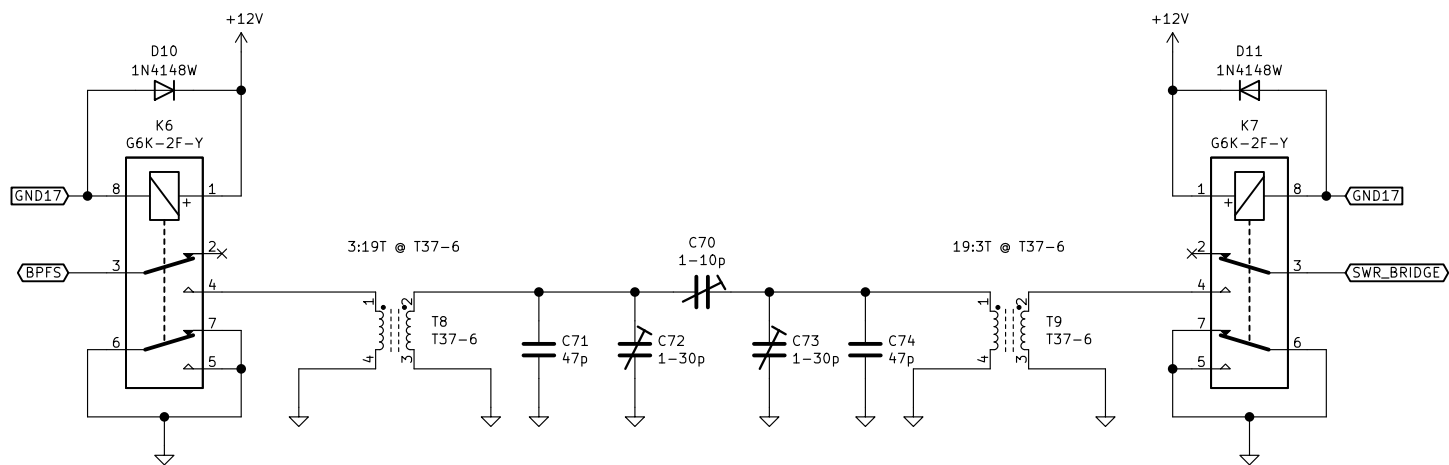 +12V
+12V
D10
1N4148W
D11
1N4148W
K6
G6K-2F-Y
K7
G6K-2F-Y
GND17
8
1
+
1
+
8
GND17
2
3:19T @ T37-6
C70
1-10p
19:3T @ T37-6
2
BPFS
3
3
SWR_BRIDGE
4
1
2
1
2
4
7
T8
T37-6
C71
47p
C72
1-30p
C73
1-30p
C74
47p
T9
T37-6
7
6
4
3
4
3
6
5
5